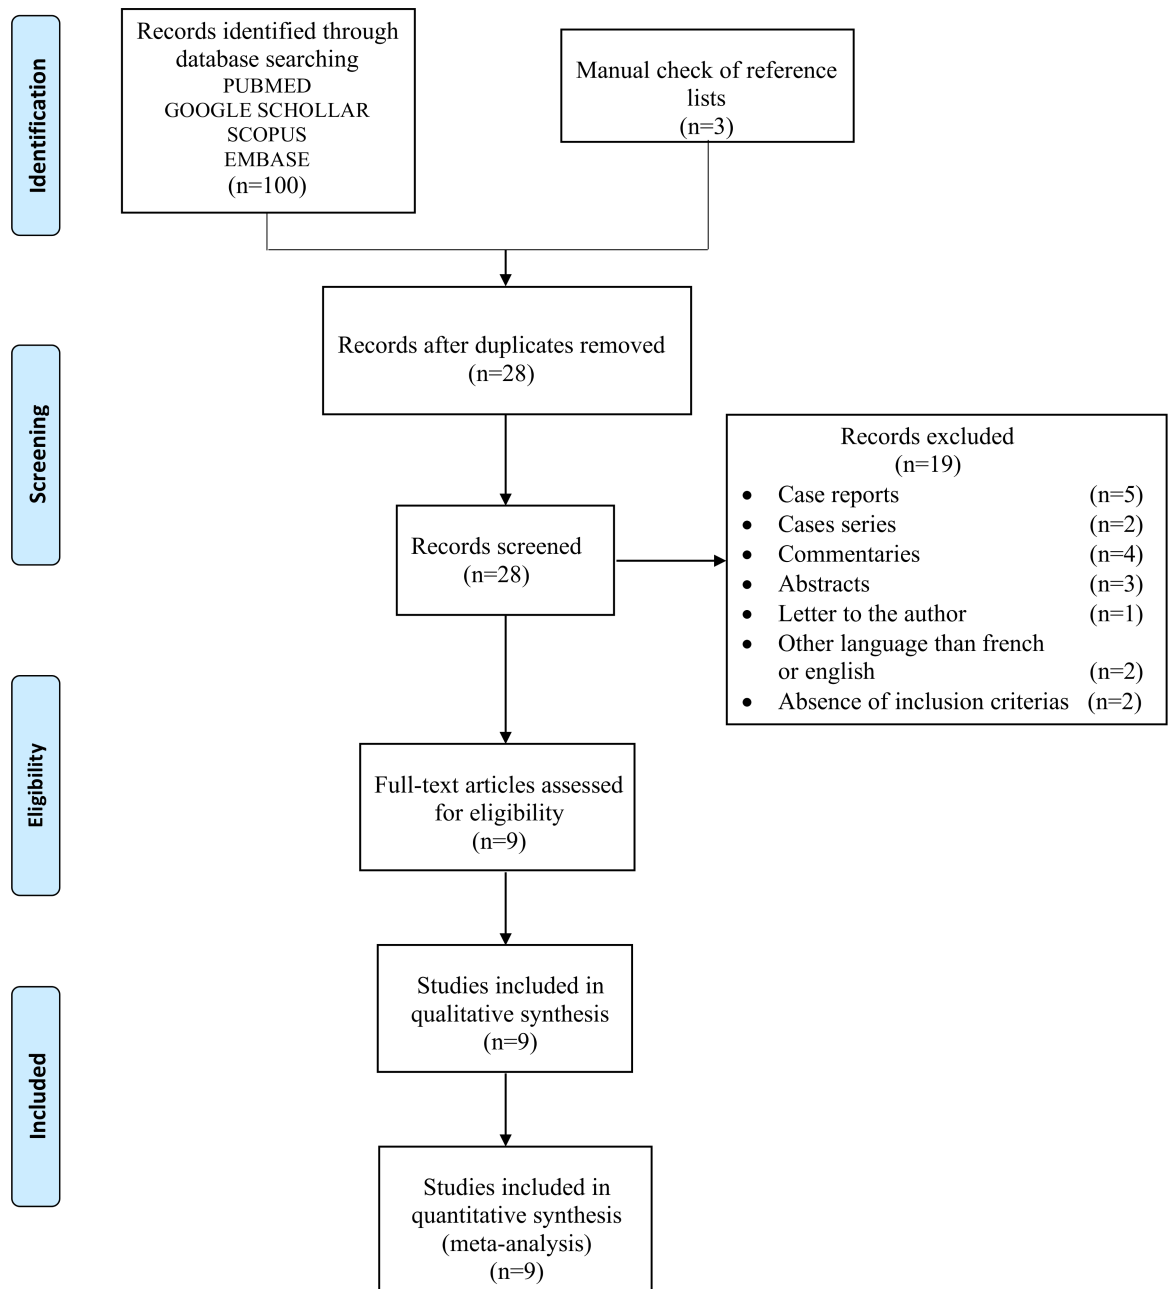 Identification
Records identified through
database searching
PUBMED
GOOGLE SCHOLLAR
SCOPUS
EMBASE
(n=100)
Manual check of reference
lists
(n=3)
Screening
Records after duplicates removed
(n=28)
Records screened
(n=28)
Records excluded
(n=19)
• Case reports (n=5)
• Cases series (n=2)
• Commentaries (n=4)
• Abstracts (n=3)
• Letter to the author (n=1)
• Other language than french
or english (n=2)
• Absence of inclusion criterias (n=2)
Eligibility
Full-text articles assessed
for eligibility
(n=9)
Included
Studies included in
qualitative synthesis
(n=9)
Studies included in
quantitative synthesis
(meta-analysis)
(n=9)